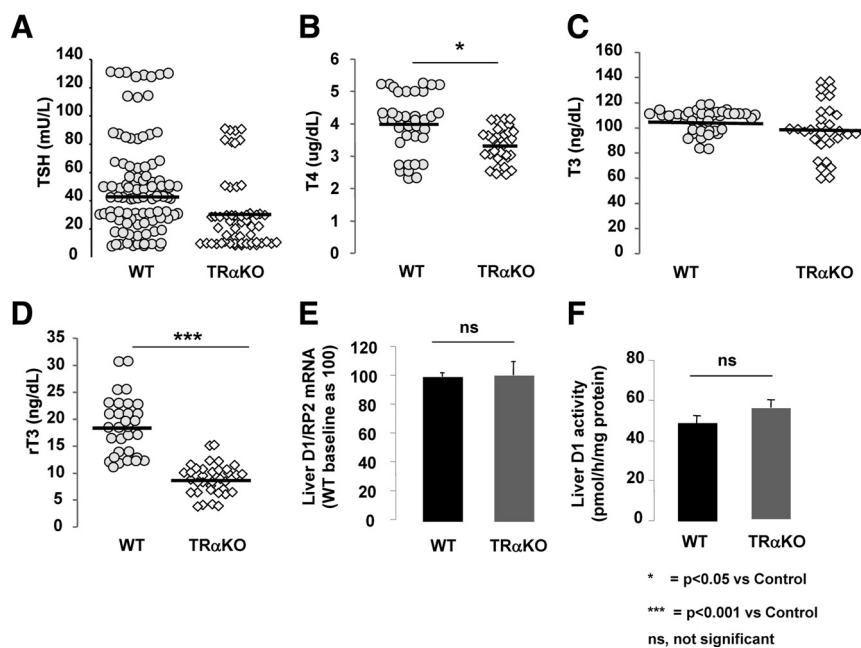 A
TSH (mU/L)
140
120
100
80
60
40
20
0
WT
TRαKO
B
T4 (ug/dL)
6
5
4
3
2
1
0
*
WT
TRαKO
C
T3 (ng/dL)
160
140
120
100
80
60
40
20
0
WT
TRαKO
D
rT3 (ng/dL)
35
30
25
20
15
10
5
0
***
WT
TRαKO
E
Liver D1/RP2 mRNA
(WT baseline as 100)
120
100
80
60
40
20
0
ns
WT
TRαKO
F
Liver D1 activity
(pmol/h/mg protein)
80
60
40
20
0
ns
WT
TRαKO
* = p<0.05 vs Control
*** = p<0.001 vs Control
ns, not significant